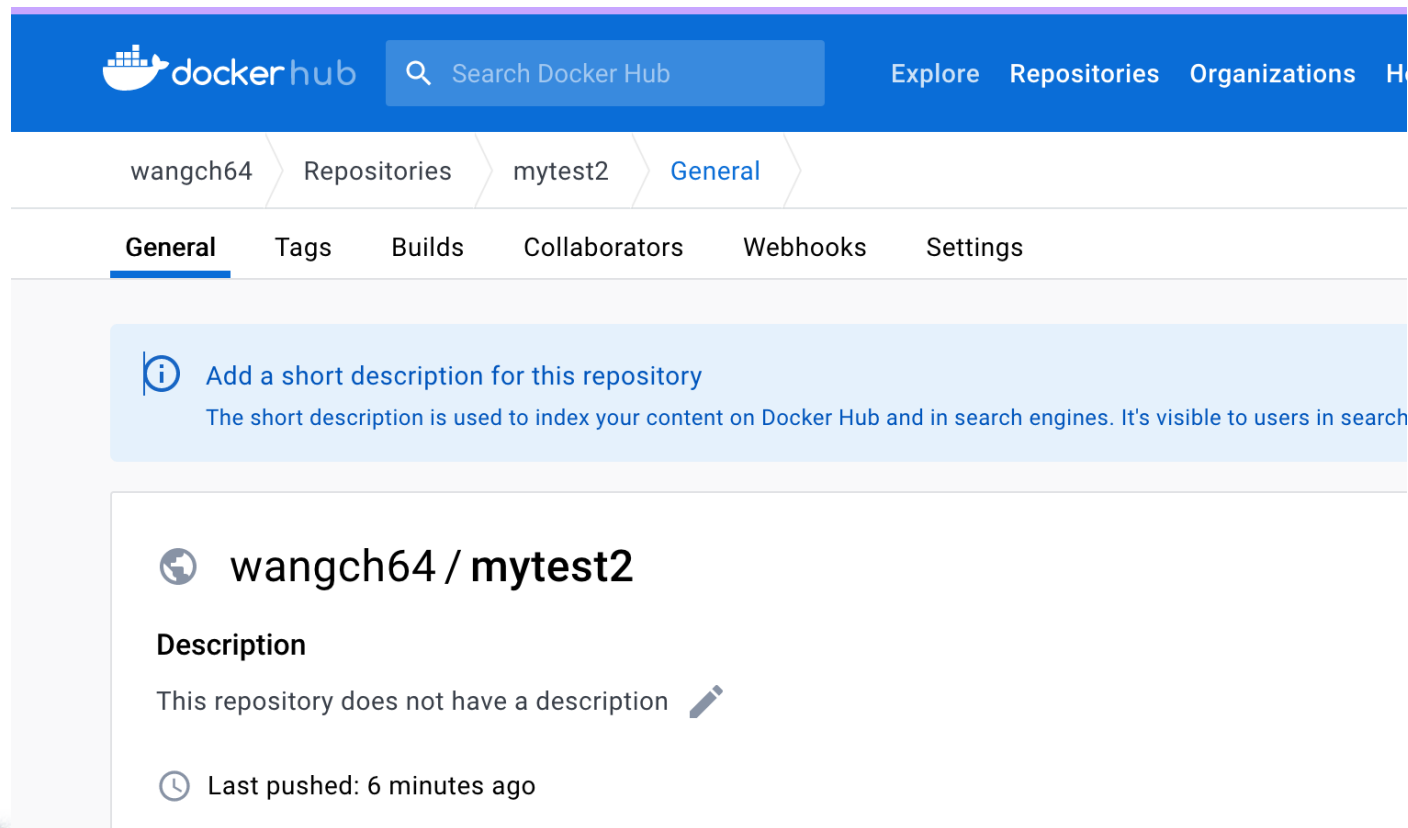 dockerhub Search Docker Hub Explore Repositories Organizations
wangch64 Repositories mytest2 General
General Tags Builds Collaborators Webhooks Settings
Add a short description for this repository
The short description is used to index your content on Docker Hub and in search engines. It's visible to users in search
wangch64 / mytest2
Description
This repository does not have a description
Last pushed: 6 minutes ago